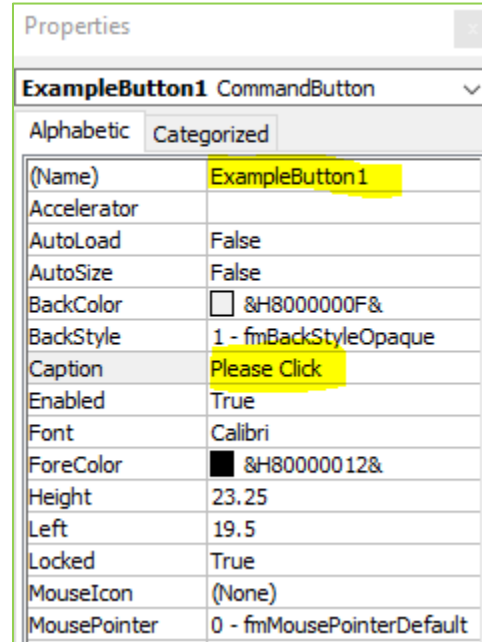 Properties
x
ExampleButton1 CommandButton
Alphabetic Categorized
(Name) ExampleButton1
Accelerator
AutoLoad False
AutoSize False
BackColor &H8000000F&
BackStyle 1 - fmBackStyleOpaque
Caption Please Click
Enabled True
Font Calibri
ForeColor &H80000012&
Height 23.25
Left 19.5
Locked True
MouseIcon (None)
MousePointer 0 - fmMousePointerDefault